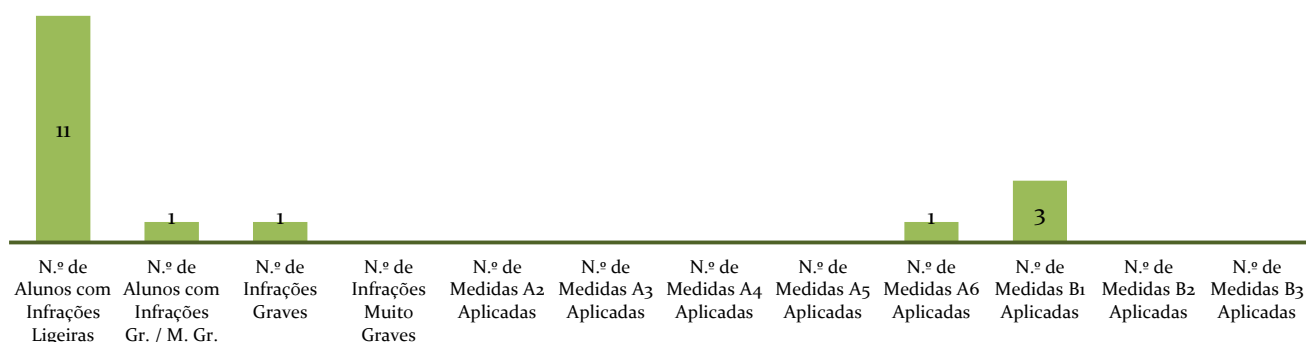 11
1
1
1
3
N.º de
Alunos com
Infrações
Ligeiras
N.º de
Alunos com
Infrações
Gr. / M. Gr.
N.º de
Infrações
Graves
N.º de
Infrações
Muito
Graves
N.º de
Medidas A2
Aplicadas
N.º de
Medidas A3
Aplicadas
N.º de
Medidas A4
Aplicadas
N.º de
Medidas A5
Aplicadas
N.º de
Medidas A6
Aplicadas
N.º de
Medidas B1
Aplicadas
N.º de
Medidas B2
Aplicadas
N.º de
Medidas B3
Aplicadas